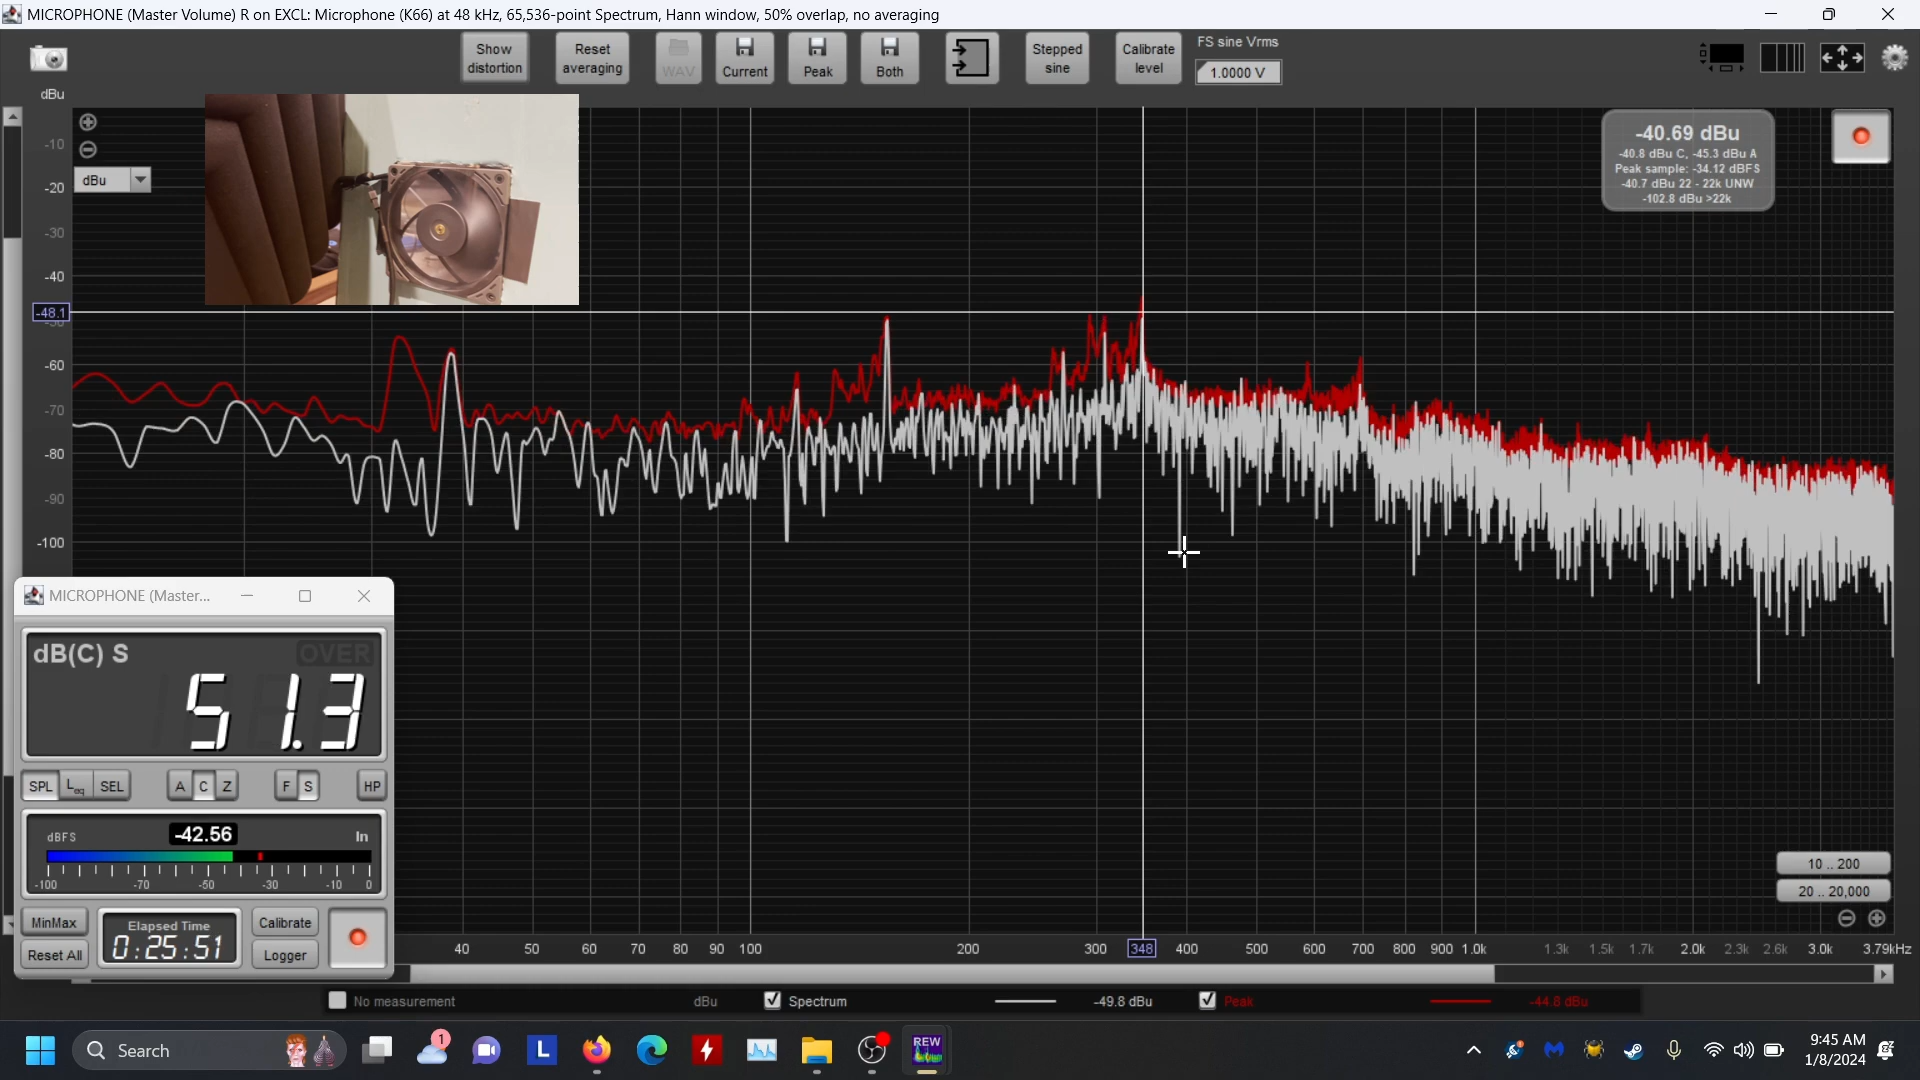 MICROPHONE (Master Volume) R on EXCL: Microphone (K66) at 48 kHz, 65,536-point Spectrum, Hann window, 50% overlap, no averaging
Show distortion
Reset averaging
WAV
Current
Peak
Both
Stepped sine
Calibrate level
FS sine Vrms
1.0000 V
dBu
-10
-20
-30
-40
-48.1
-50
-60
-70
-80
-90
-100
dBu
-40.69 dBu
-40.8 dBu C, -45.3 dBu A
Peak sample: -34.12 dBFS
-40.7 dBu 22 - 22k UNW
-102.8 dBu >22k
MICROPHONE (Master...
dB(C) S
OVER
51.3
SPL Leq SEL A C Z F S HP
dBFS -42.56 In
-100 -70 -50 -30 -10 0
MinMax
Reset All
Elapsed Time
0:25:51
Calibrate
Logger
10 .. 200
20 .. 20,000
40 50 60 70 80 90 100 200 300 348 400 500 600 700 800 900 1.0k 1.3k 1.5k 1.7k 2.0k 2.3k 2.6k 3.0k 3.79kHz
No measurement dBu Spectrum -49.8 dBu Peak -44.8 dBu
Search
1
L
REW
9:45 AM
1/8/2024